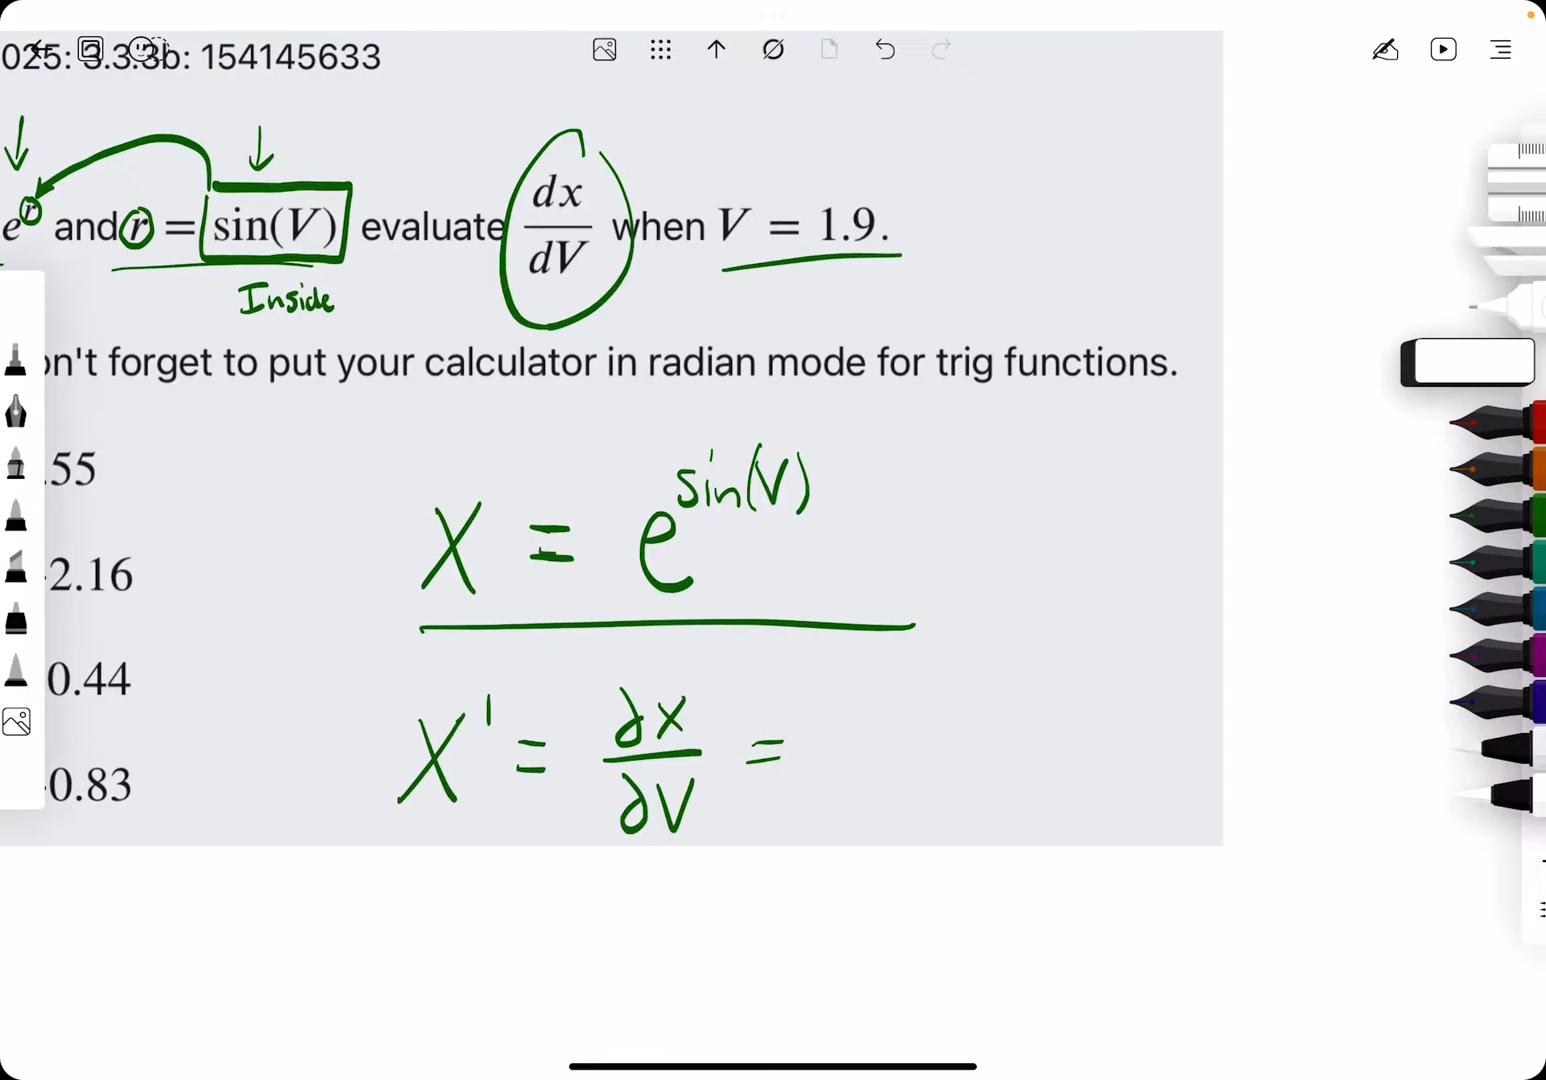 025: 3.3.3b: 154145633
e^r and r = sin(V) evaluate dx/dV when V = 1.9.
Inside
on't forget to put your calculator in radian mode for trig functions.
.55
2.16
0.44
0.83
X = e^sin(V)
X' = ∂X/∂V =